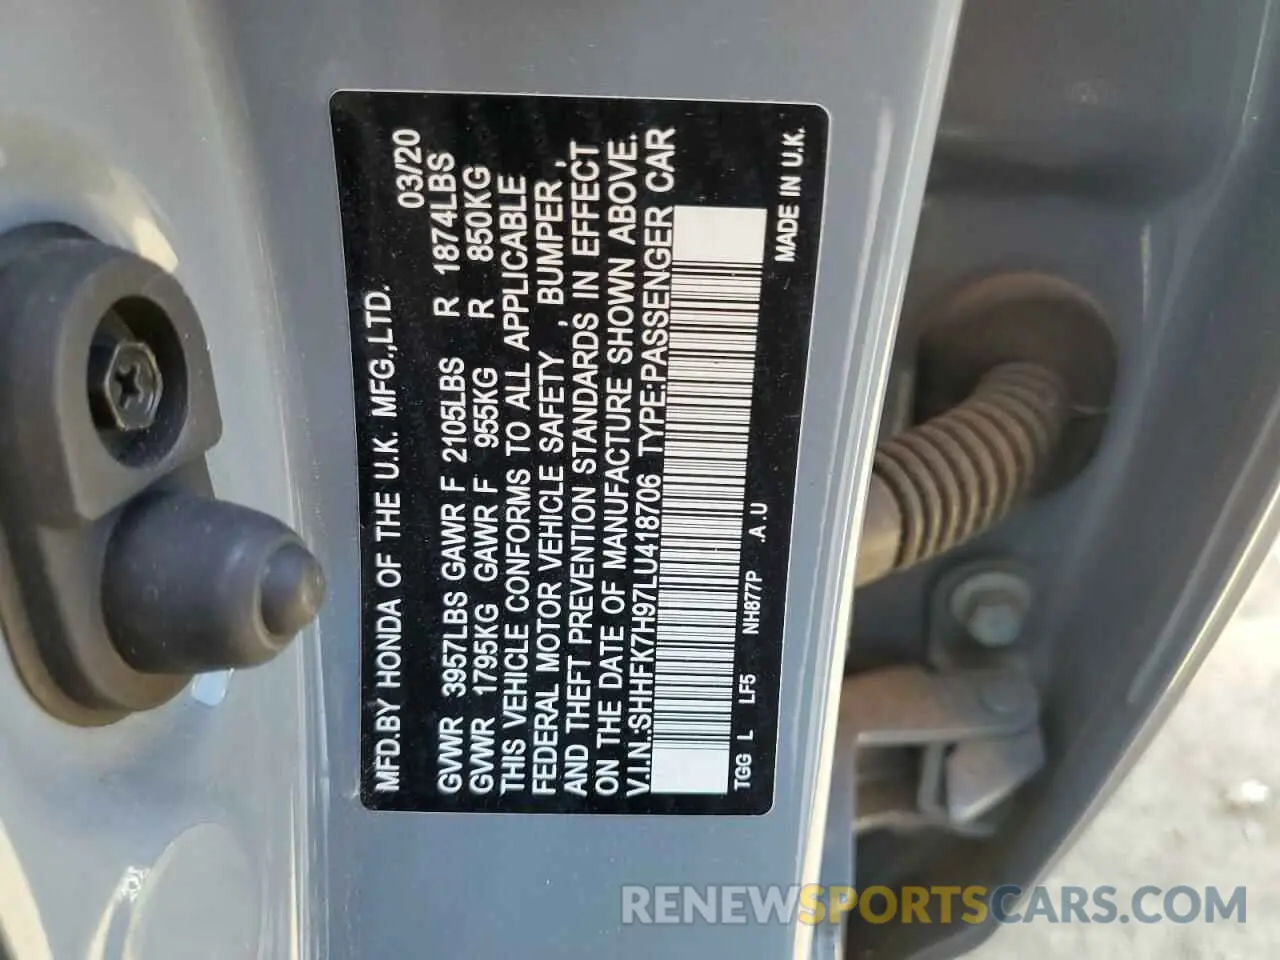 MFD.BY HONDA OF THE U.K. MFG.,LTD. 03/20
GVWR 3957LBS GAWR F 2105LBS R 1874LBS
GVWR 1795KG GAWR F 955KG R 850KG
THIS VEHICLE CONFORMS TO ALL APPLICABLE
FEDERAL MOTOR VEHICLE SAFETY , BUMPER ,
AND THEFT PREVENTION STANDARDS IN EFFECT
ON THE DATE OF MANUFACTURE SHOWN ABOVE.
V.I.N.:SHHFK7H97LU418706 TYPE:PASSENGER CAR
TGG L LF5 NH877P .A.U MADE IN U.K.
RENEWSPORTSCARS.COM